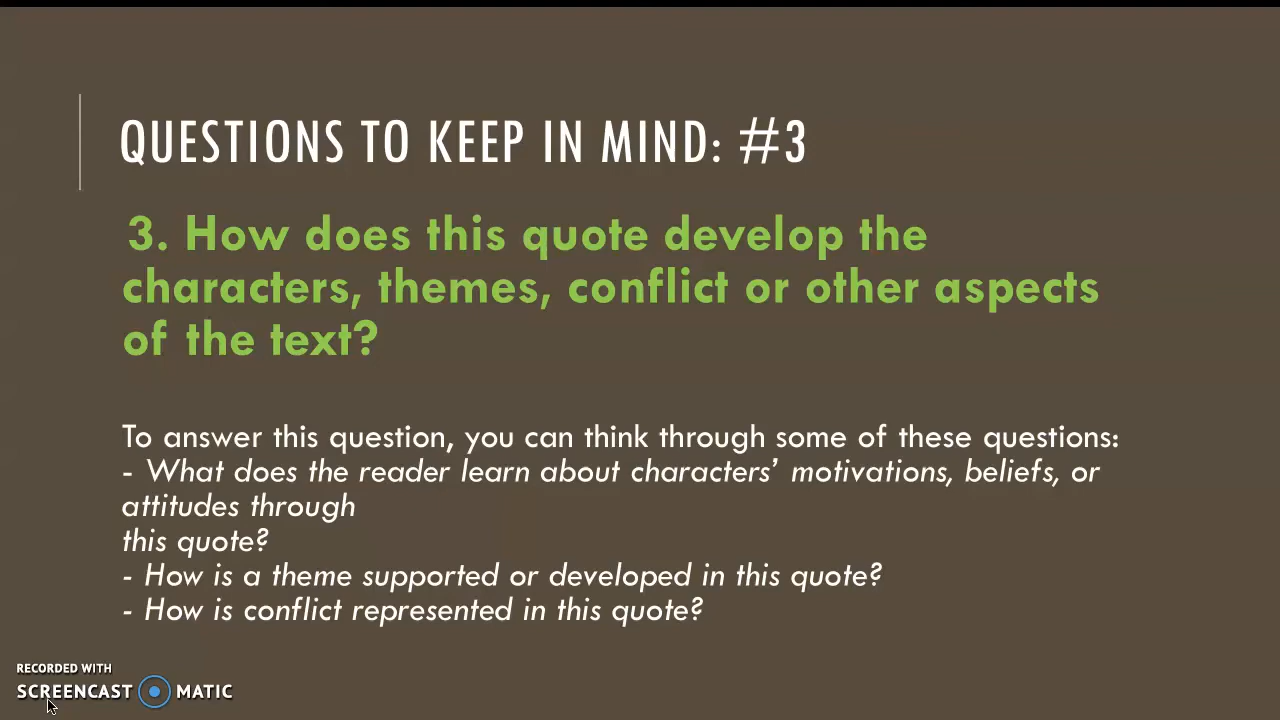 QUESTIONS TO KEEP IN MIND: #3
3. How does this quote develop the
characters, themes, conflict or other aspects
of the text?
To answer this question, you can think through some of these questions:
- What does the reader learn about characters’ motivations, beliefs, or
attitudes through
this quote?
- How is a theme supported or developed in this quote?
- How is conflict represented in this quote?
RECORDED WITH
SCREENCAST MATIC